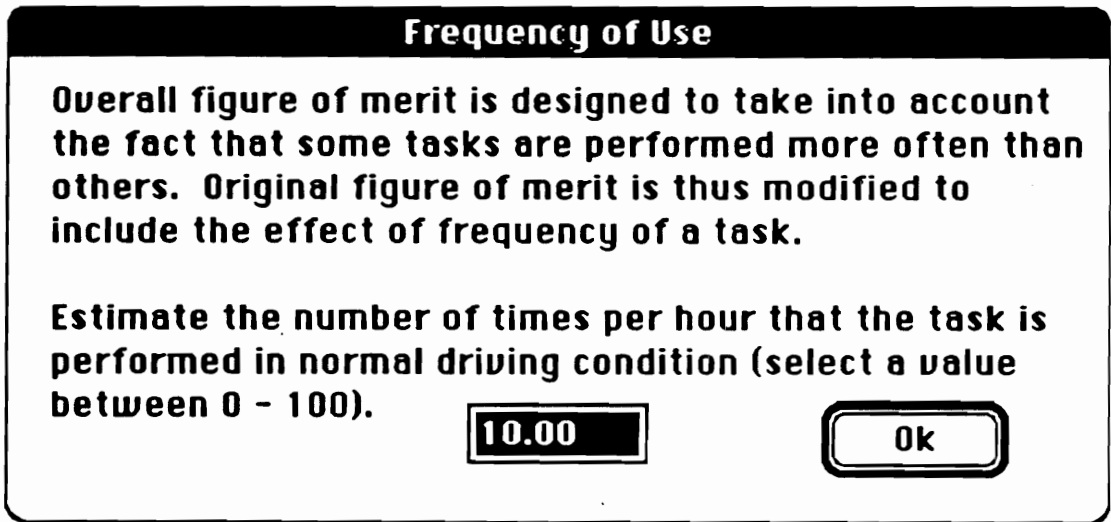 Frequency of Use
Overall figure of merit is designed to take into account
the fact that some tasks are performed more often than
others.  Original figure of merit is thus modified to
include the effect of frequency of a task.
Estimate the number of times per hour that the task is
performed in normal driving condition (select a value
between 0 - 100).
10.00
Ok